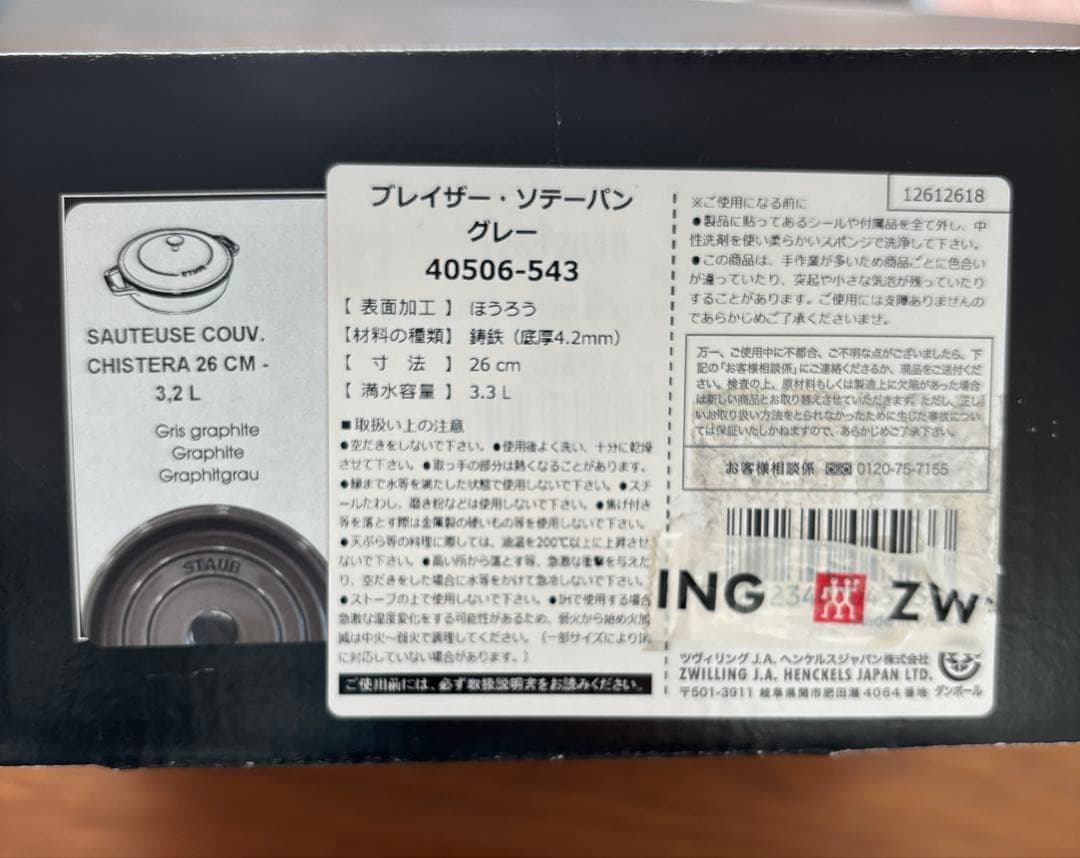 SAUTEUSE COUV.
CHISTERA 26 CM -
3,2 L
Gris graphite
Graphite
Graphitgrau
STAUB
ブレイザー・ソテーパン
グレー
40506-543
【 表面加工 】 ほうろう
【材料の種類】 鋳鉄（底厚4.2mm）
【 寸 法 】 26 cm
【 満水容量 】 3.3 L
■取扱い上の注意
●空だきをしないで下さい。●使用後よく洗い、十分に乾燥
させて下さい。●取っ手の部分は熱くなることがあります。
●縁まで水等を満たした状態で使用しないで下さい。●スチ
ールたわし、磨き粉などは使用しないで下さい。●焦げ付き
等を落とす際は金属製の硬いもの等を使用しないで下さい。
●天ぷら等の料理に際しては、油温を200℃以上に上昇させ
ないで下さい。●高い所から落とす等、急激な衝撃を与えた
り、空だきをした場合に水等をかけて急冷しないで下さい。
●ストーブの上で使用しないで下さい。●IHで使用する場合
急激な温度変化をする可能性があるため、弱火から始め火加
減は中火〜弱火で調理してください。（一部サイズにより
に対応していない場合があります。）
ご使用前には、必ず取扱説明書をお読みください。
12612618
※ご使用になる前に
●製品に貼ってあるシールや付属品を全て外し、中
性洗剤を使い柔らかいスポンジで洗浄して下さい。
●この商品は、手作業が多いため商品ごとに色合い
が違っていたり、突起や小さな気泡が残っていたり
することがあります。ご使用には支障ありませんの
であらかじめご了承くださいませ。
万一、ご使用中に不都合、ご不明な点がございましたら、下
記の「お客様相談係」にご連絡くださるか、現品をご送付くだ
さい。検査の上、原材料もしくは製造上に欠陥があった場合
は新しい商品とお取り替えさせていただきます。ただし、正し
いお取り扱い方法をとられなかったために生じた事故につい
ては保証いたしかねますので、あらかじめご了承下さい。
お客様相談係 0120-75-7155
ING ZW
ツヴィリング J.A. ヘンケルスジャパン株式会社
ZWILLING J.A. HENCKELS JAPAN LTD.
〒501-3911 岐阜県関市肥田瀬 4064 番地 ダンボール